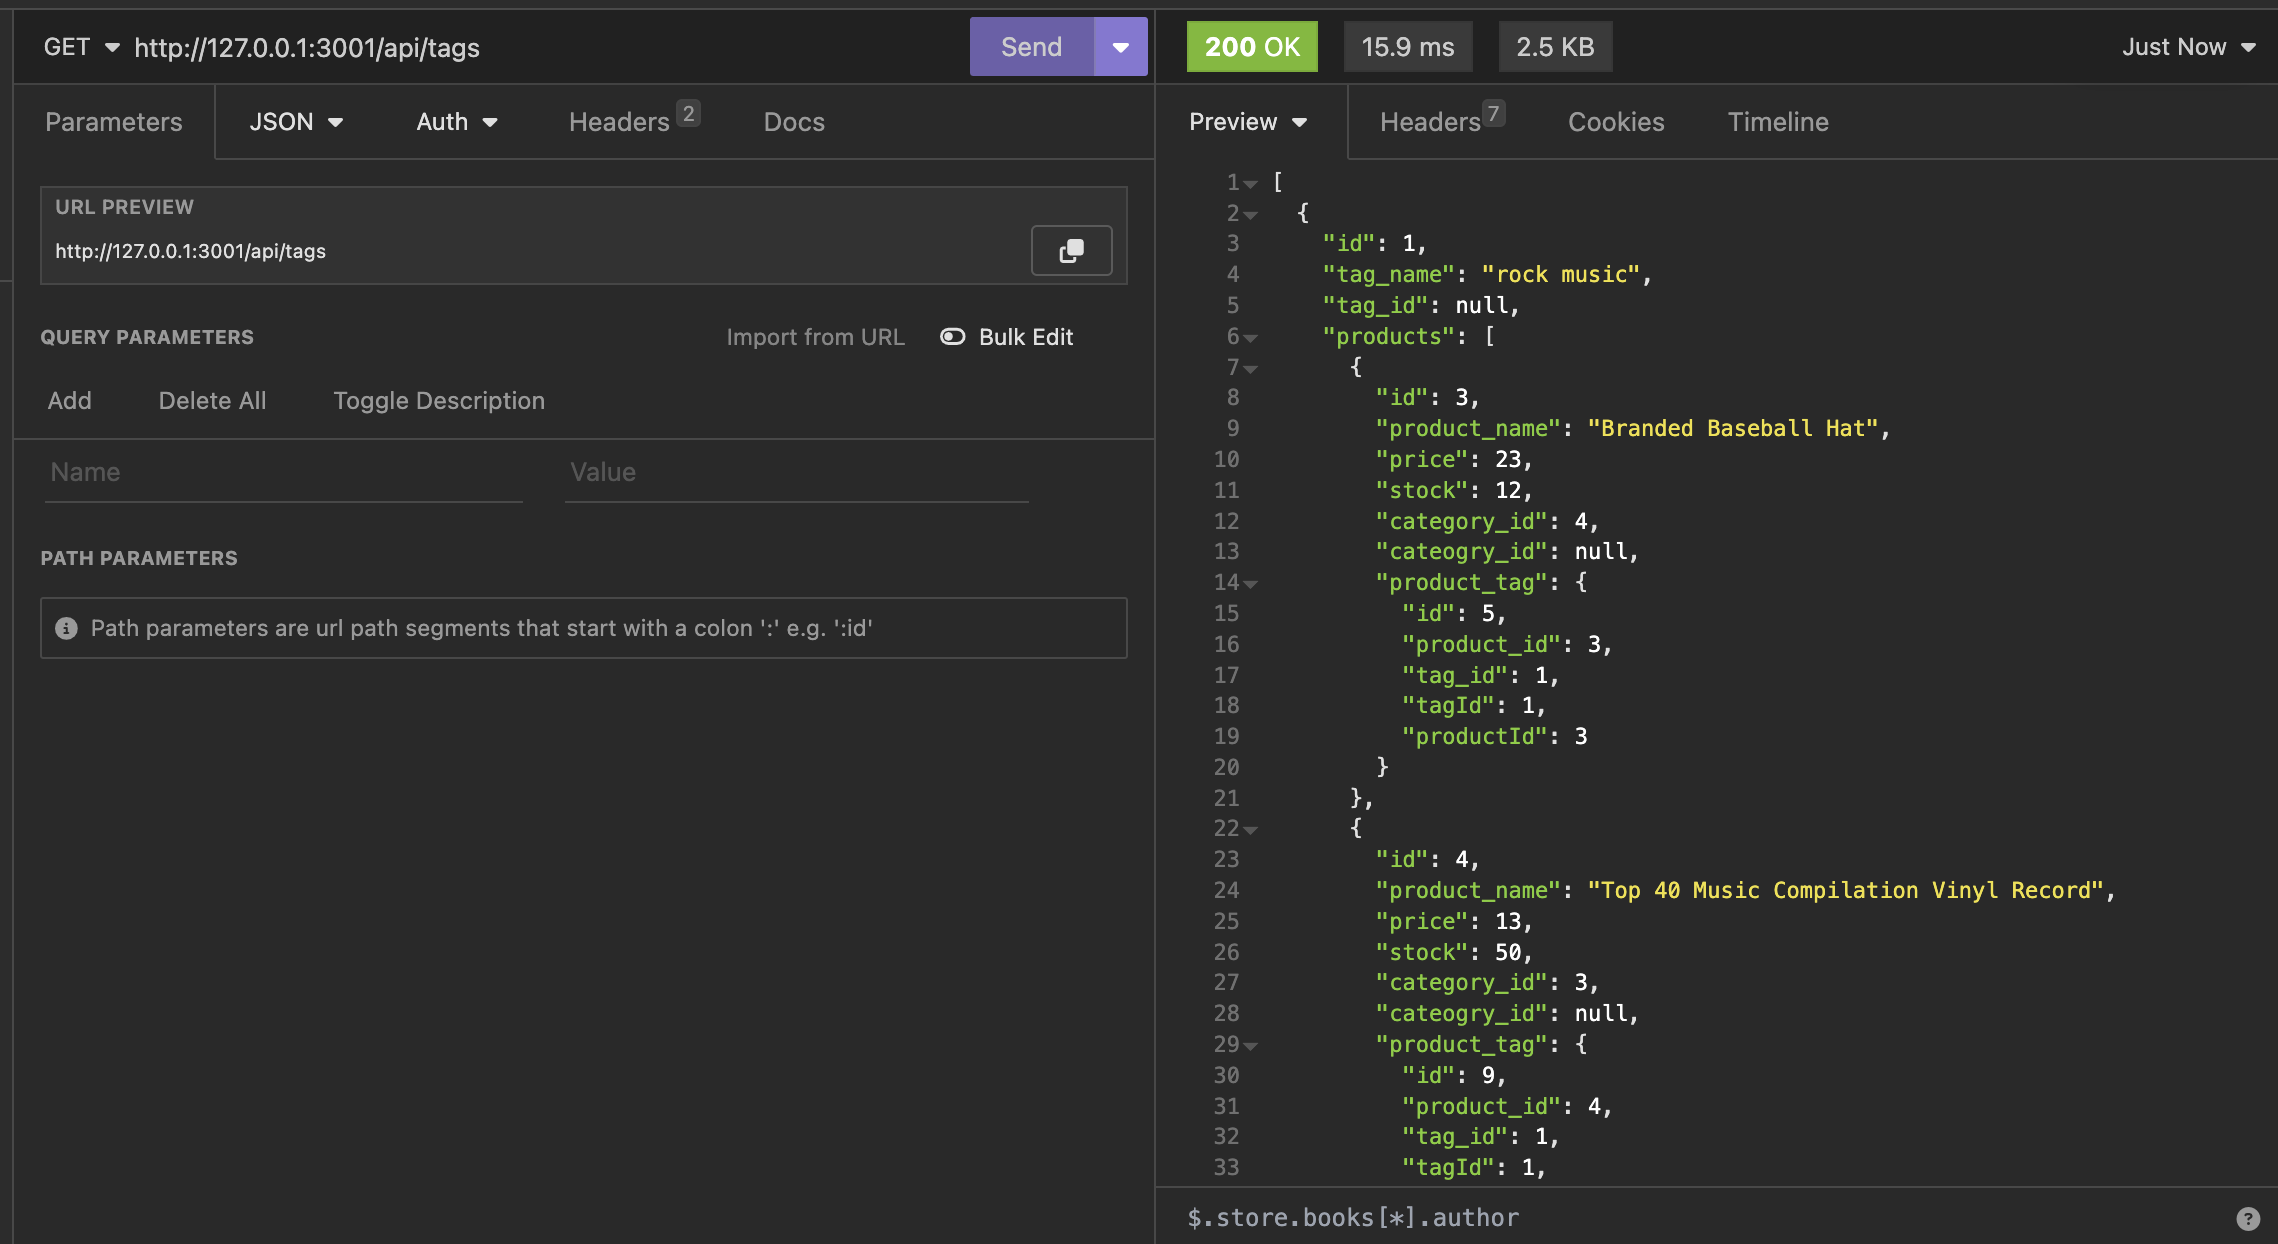 GET http://127.0.0.1:3001/api/tags Send
Parameters JSON Auth Headers 2 Docs
URL PREVIEW
http://127.0.0.1:3001/api/tags
QUERY PARAMETERS Import from URL Bulk Edit
Add Delete All Toggle Description
Name Value
PATH PARAMETERS
Path parameters are url path segments that start with a colon ':' e.g. ':id'
200 OK 15.9 ms 2.5 KB Just Now
Preview Headers 7 Cookies Timeline
1 [
2 {
3 "id": 1,
4 "tag_name": "rock music",
5 "tag_id": null,
6 "products": [
7 {
8 "id": 3,
9 "product_name": "Branded Baseball Hat",
10 "price": 23,
11 "stock": 12,
12 "category_id": 4,
13 "cateogry_id": null,
14 "product_tag": {
15 "id": 5,
16 "product_id": 3,
17 "tag_id": 1,
18 "tagId": 1,
19 "productId": 3
20 }
21 },
22 {
23 "id": 4,
24 "product_name": "Top 40 Music Compilation Vinyl Record",
25 "price": 13,
26 "stock": 50,
27 "category_id": 3,
28 "cateogry_id": null,
29 "product_tag": {
30 "id": 9,
31 "product_id": 4,
32 "tag_id": 1,
33 "tagId": 1,
$.store.books[*].author ?